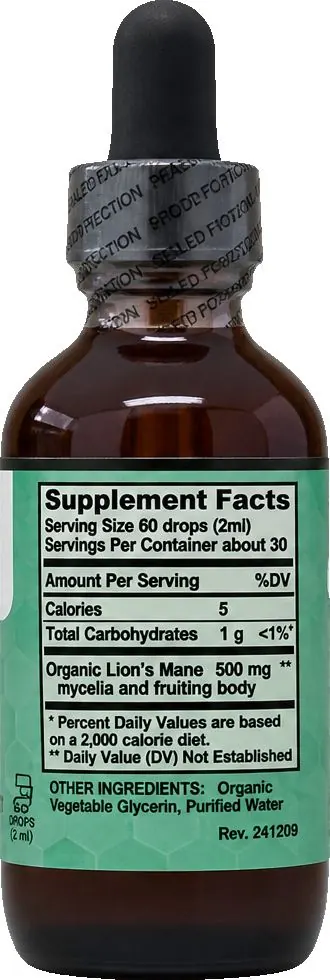 SEALED FOR
PROTECTION
Supplement Facts
Serving Size 60 drops (2ml)
Servings Per Container about 30
Amount Per Serving %DV
Calories 5
Total Carbohydrates 1 g <1%*
Organic Lion's Mane 500 mg **
mycelia and fruiting body
* Percent Daily Values are based
on a 2,000 calorie diet.
** Daily Value (DV) Not Established
OTHER INGREDIENTS: Organic
Vegetable Glycerin, Purified Water
60
DROPS
(2 ml)
Rev. 241209